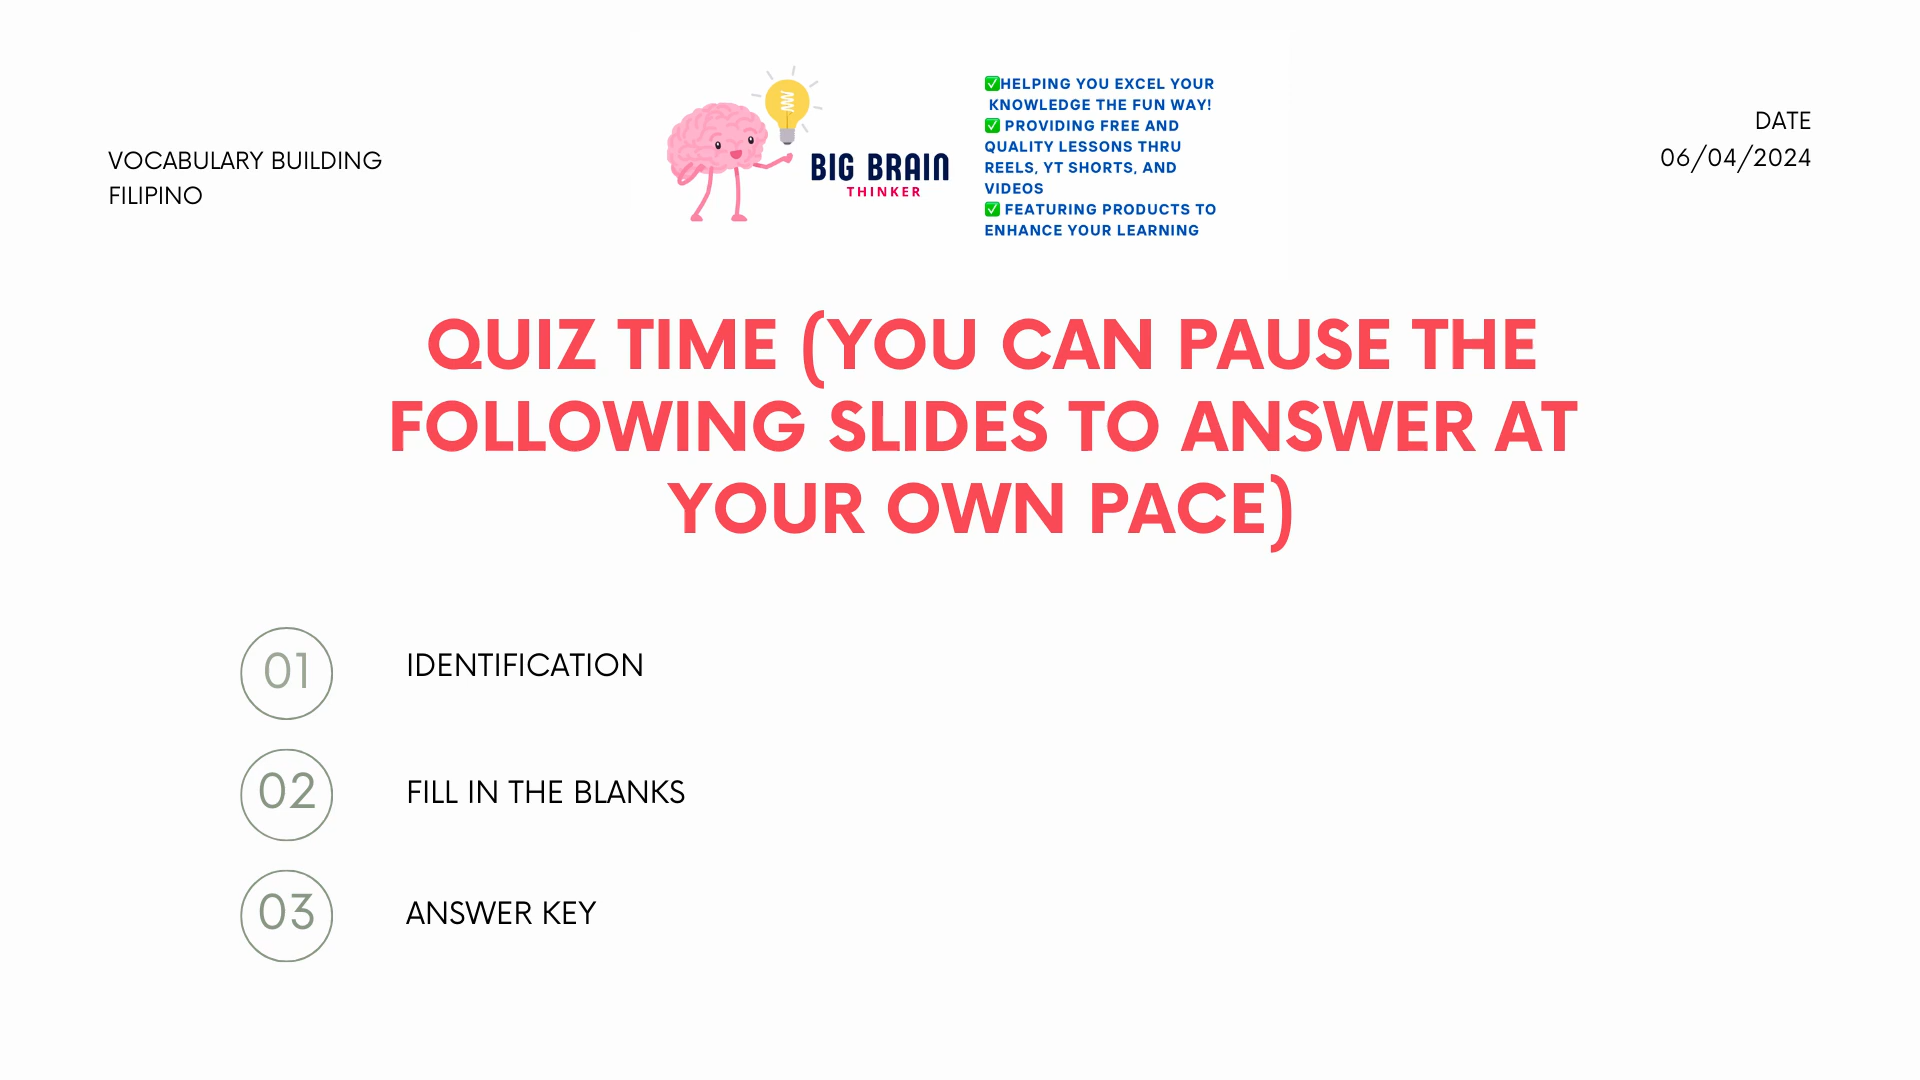 VOCABULARY BUILDING
FILIPINO
BIG BRAIN
THINKER
✅HELPING YOU EXCEL YOUR
KNOWLEDGE THE FUN WAY!
✅ PROVIDING FREE AND
QUALITY LESSONS THRU
REELS, YT SHORTS, AND
VIDEOS
✅ FEATURING PRODUCTS TO
ENHANCE YOUR LEARNING
DATE
06/04/2024
QUIZ TIME (YOU CAN PAUSE THE
FOLLOWING SLIDES TO ANSWER AT
YOUR OWN PACE)
01 IDENTIFICATION
02 FILL IN THE BLANKS
03 ANSWER KEY